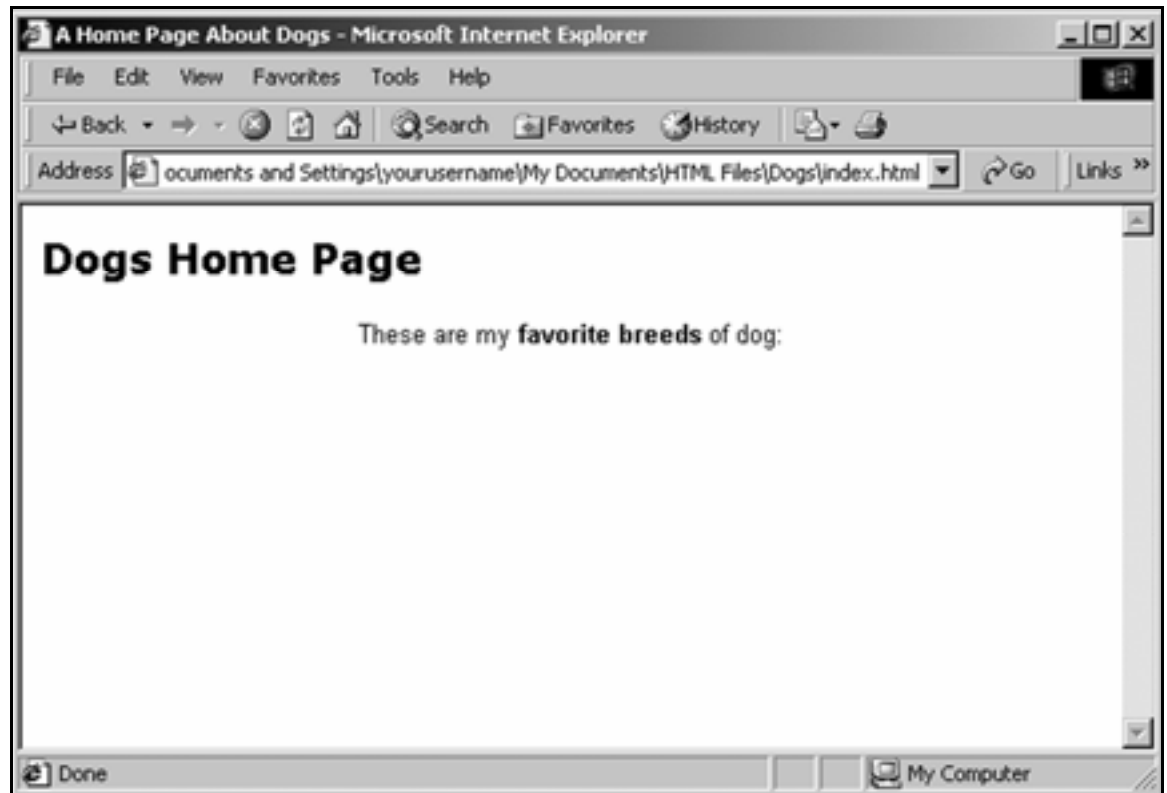 A Home Page About Dogs - Microsoft Internet Explorer
File Edit View Favorites Tools Help
Back Search Favorites History
Address ocuments and Settings\yourusername\My Documents\HTML Files\Dogs\index.html Go Links »
Dogs Home Page
These are my favorite breeds of dog:
Done My Computer